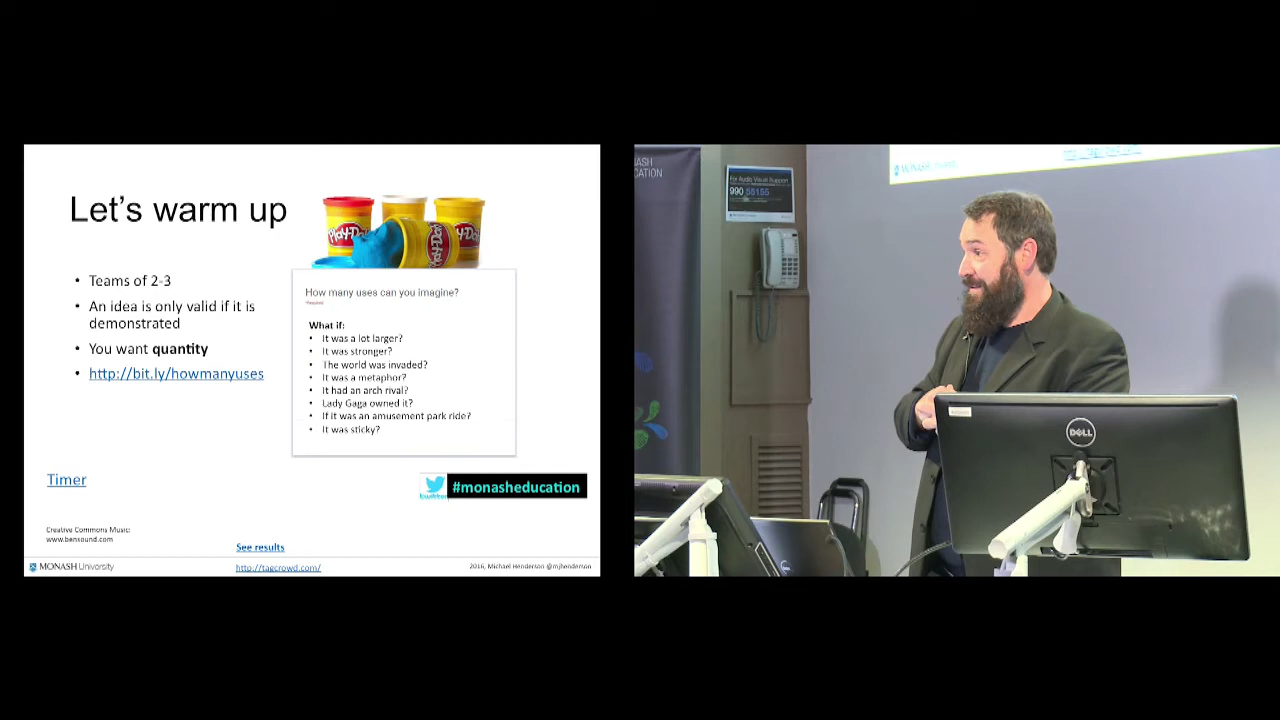 Let's warm up
PLAY-DOH
• Teams of 2-3
• An idea is only valid if it is
demonstrated
• You want quantity
• http://bit.ly/howmanyuses
How many uses can you imagine?
*Required
What if:
• It was a lot larger?
• It was stronger?
• The world was invaded?
• It was a metaphor?
• It had an arch rival?
• Lady Gaga owned it?
• If it was an amusement park ride?
• It was sticky?
Timer
#monasheducation
Creative Commons Music:
www.bensound.com
See results
http://tagcrowd.com/
MONASH University
2016, Michael Henderson @mjhenderson
For Audio Visual Support
990
DELL
MONASH University